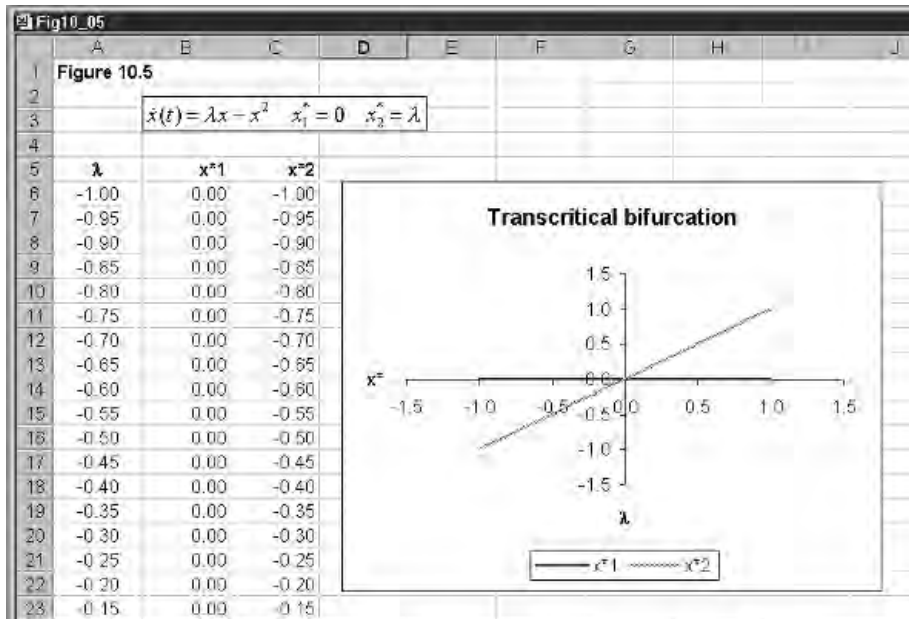 Fig10_05
A B C D E F G H I J
1 Figure 10.5
2
3 ẋ(t) = λx − x² x₁* = 0 x₂* = λ
4
5 λ x*1 x*2
6 -1.00 0.00 -1.00
7 -0.95 0.00 -0.95
8 -0.90 0.00 -0.90
9 -0.85 0.00 -0.85
10 -0.80 0.00 -0.80
11 -0.75 0.00 -0.75
12 -0.70 0.00 -0.70
13 -0.65 0.00 -0.65
14 -0.60 0.00 -0.60
15 -0.55 0.00 -0.55
16 -0.50 0.00 -0.50
17 -0.45 0.00 -0.45
18 -0.40 0.00 -0.40
19 -0.35 0.00 -0.35
20 -0.30 0.00 -0.30
21 -0.25 0.00 -0.25
22 -0.20 0.00 -0.20
23 -0.15 0.00 -0.15
Transcritical bifurcation
1.5
1.0
0.5
x* 0.0
-1.5 -1.0 -0.5 0.0 0.5 1.0 1.5
-0.5
-1.0
-1.5
λ
x*1 x*2